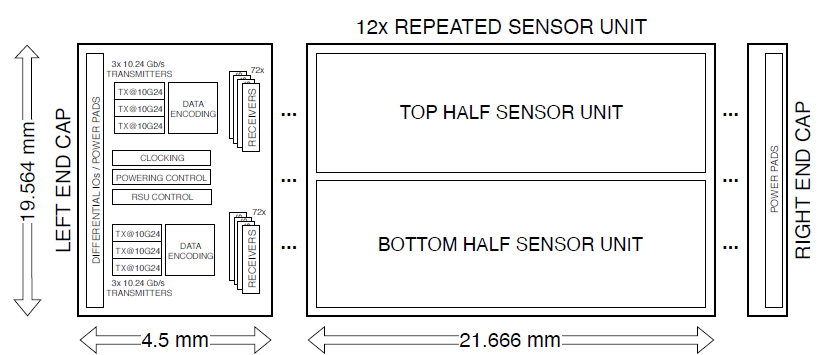 12x REPEATED SENSOR UNIT
19.564 mm
LEFT END CAP
DIFFERENTIAL IOs / POWER PADS
3x 10.24 Gb/s
TRANSMITTERS
TX@10G24
TX@10G24
TX@10G24
DATA
ENCODING
72x
RECEIVERS
CLOCKING
POWERING CONTROL
RSU CONTROL
TX@10G24
TX@10G24
TX@10G24
DATA
ENCODING
72x
RECEIVERS
3x 10.24 Gb/s
TRANSMITTERS
...
...
...
TOP HALF SENSOR UNIT
BOTTOM HALF SENSOR UNIT
...
...
...
POWER PADS
RIGHT END CAP
4.5 mm
21.666 mm